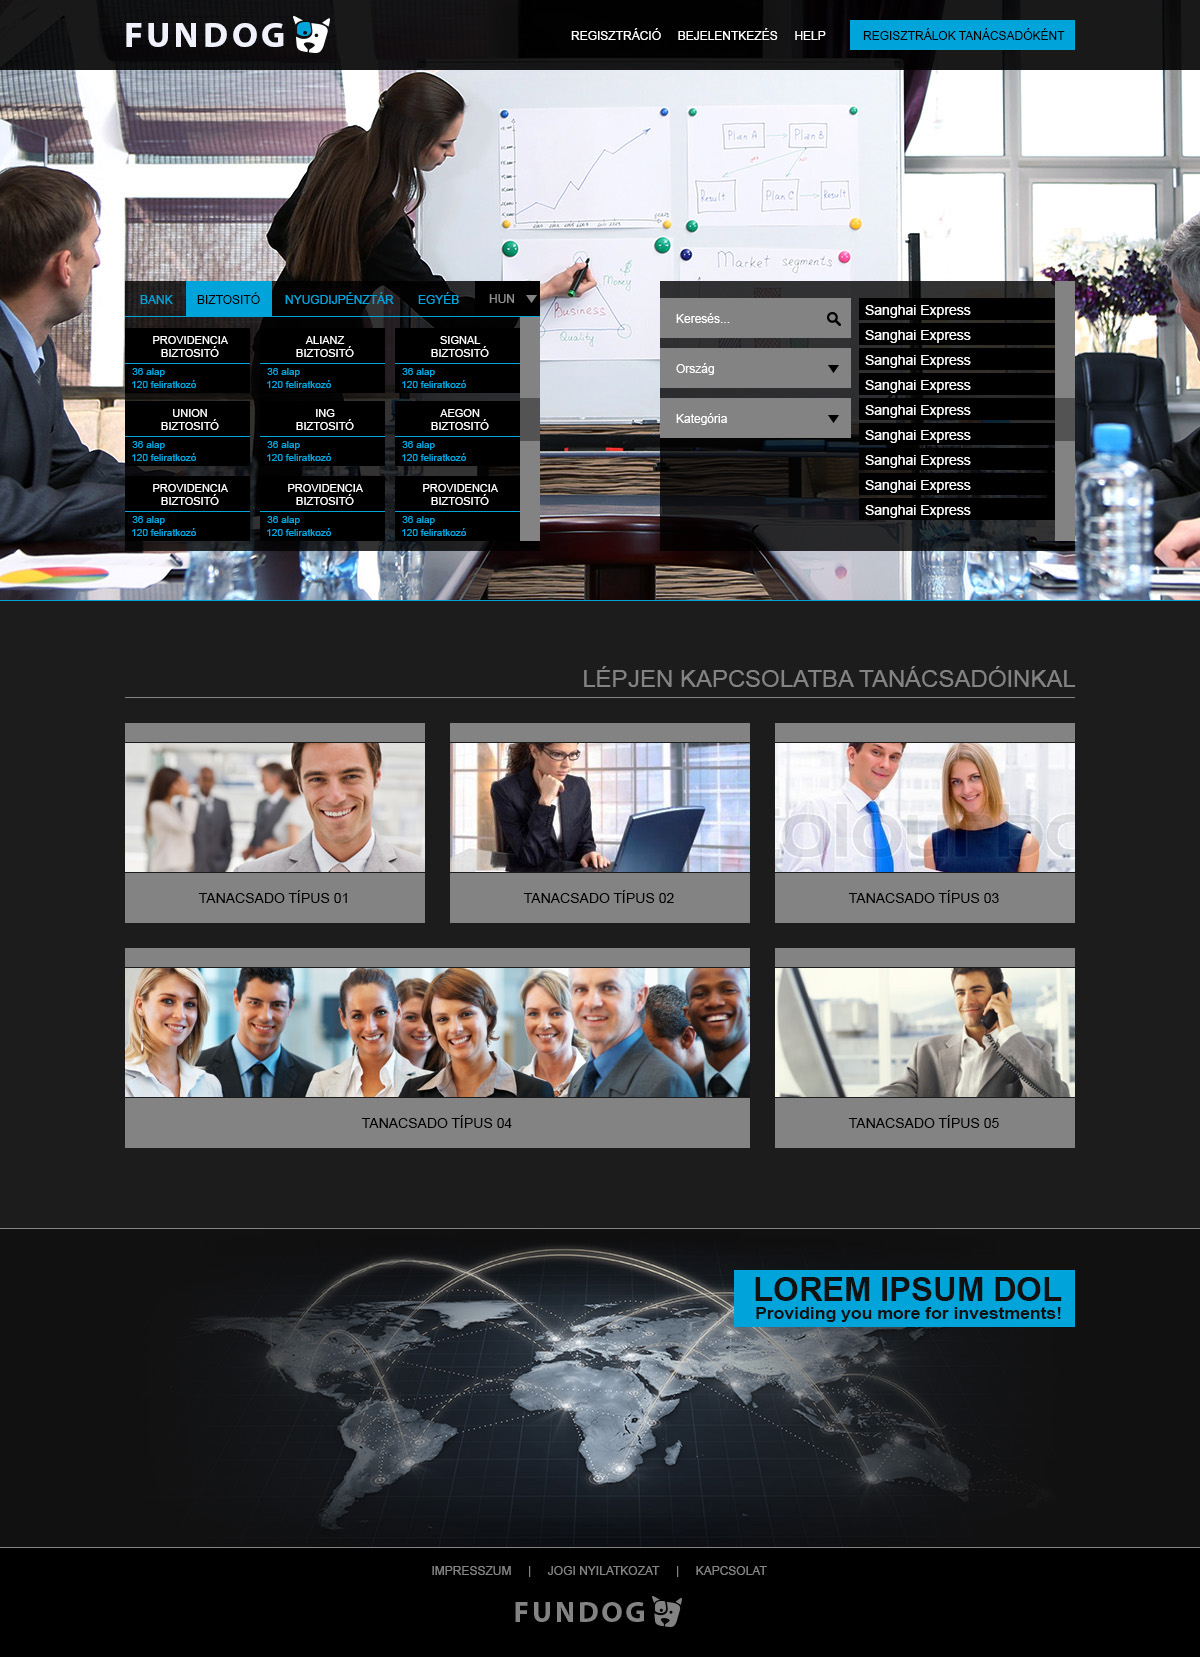 FUNDOG
REGISZTRÁCIÓ BEJELENTKEZÉS HELP REGISZTRÁLOK TANÁCSADÓKÉNT
Plan A Plan B
Result Plan C Result
Market segments
Money
Business
Quality
BANK BIZTOSITÓ NYUGDIJPÉNZTÁR EGYÉB HUN
PROVIDENCIA
BIZTOSITÓ
36 alap
120 feliratkozó
ALIANZ
BIZTOSITÓ
36 alap
120 feliratkozó
SIGNAL
BIZTOSITÓ
36 alap
120 feliratkozó
UNION
BIZTOSITÓ
36 alap
120 feliratkozó
ING
BIZTOSITÓ
36 alap
120 feliratkozó
AEGON
BIZTOSITÓ
36 alap
120 feliratkozó
PROVIDENCIA
BIZTOSITÓ
36 alap
120 feliratkozó
PROVIDENCIA
BIZTOSITÓ
36 alap
120 feliratkozó
PROVIDENCIA
BIZTOSITÓ
36 alap
120 feliratkozó
Keresés...
Ország
Kategória
Sanghai Express
Sanghai Express
Sanghai Express
Sanghai Express
Sanghai Express
Sanghai Express
Sanghai Express
Sanghai Express
Sanghai Express
LÉPJEN KAPCSOLATBA TANÁCSADÓINKAL
TANACSADO TÍPUS 01
TANACSADO TÍPUS 02
TANACSADO TÍPUS 03
TANACSADO TÍPUS 04
TANACSADO TÍPUS 05
LOREM IPSUM DOL
Providing you more for investments!
IMPRESSZUM | JOGI NYILATKOZAT | KAPCSOLAT
FUNDOG